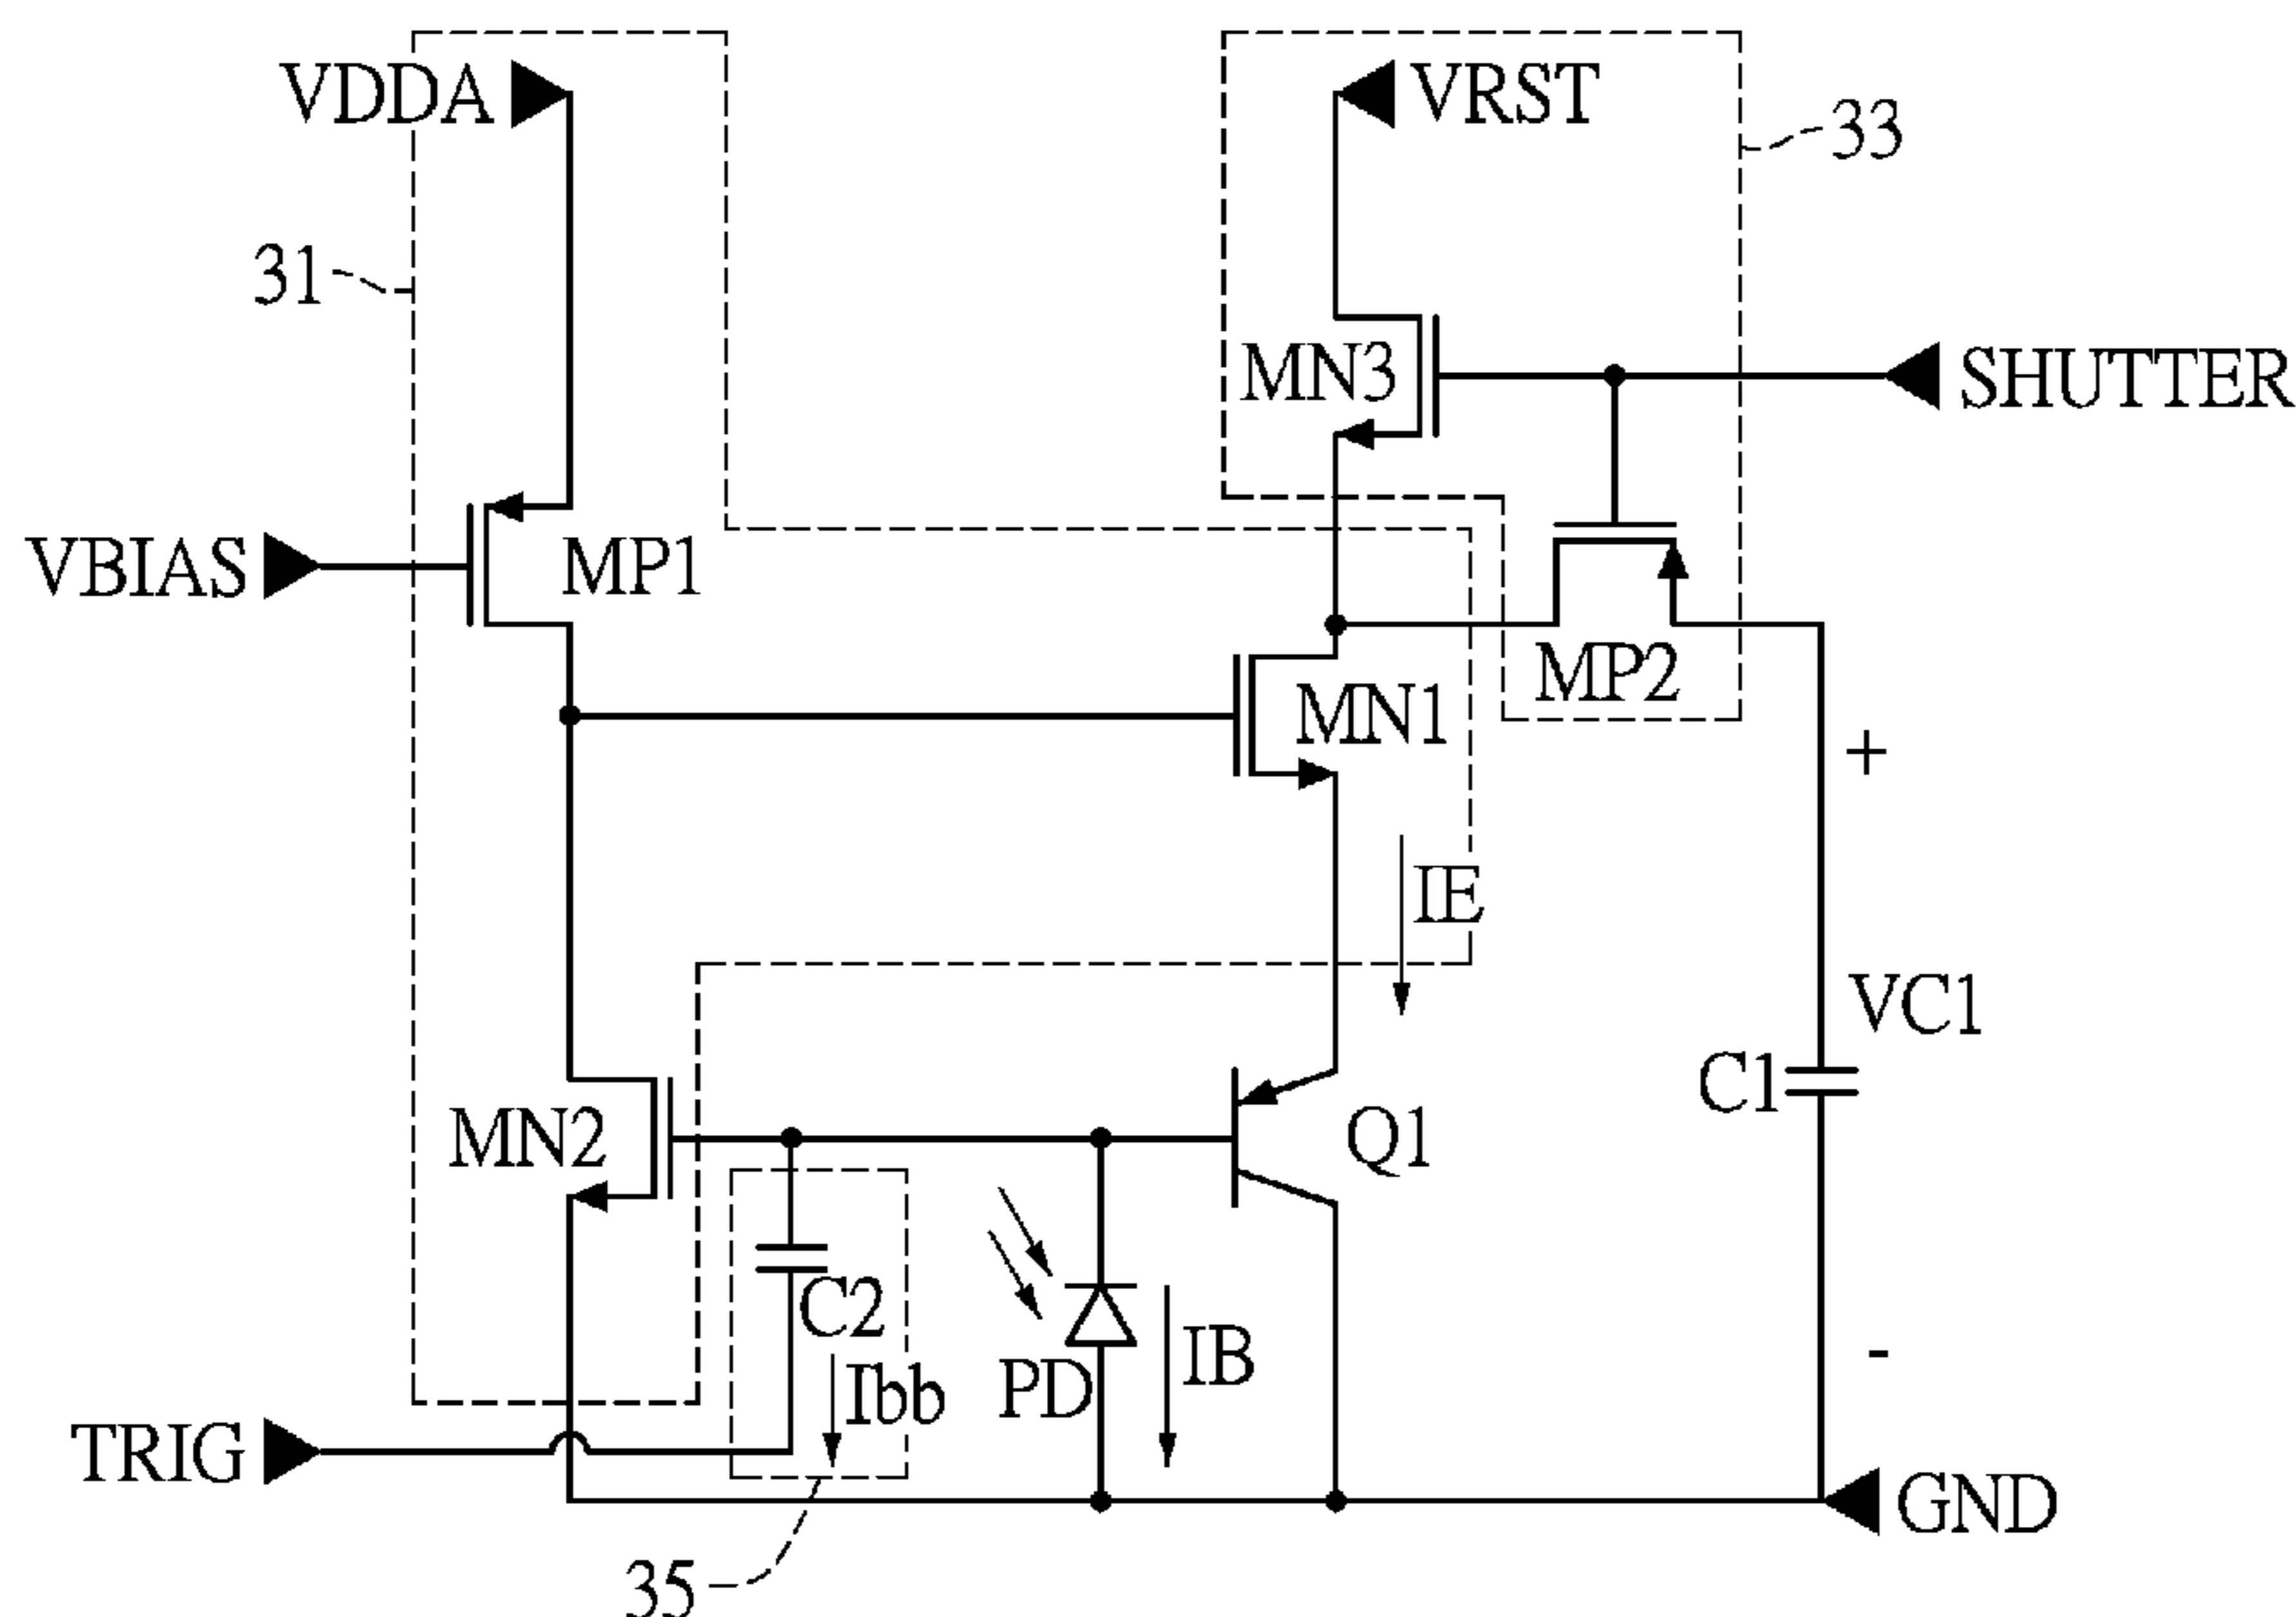 VDDA
VRST
33
31
SHUTTER
MN3
VBIAS
MP1
MP2
MN1
+
IE
VC1
C1
MN2
Q1
C2
IB
-
PD
Ibb
TRIG
GND
35